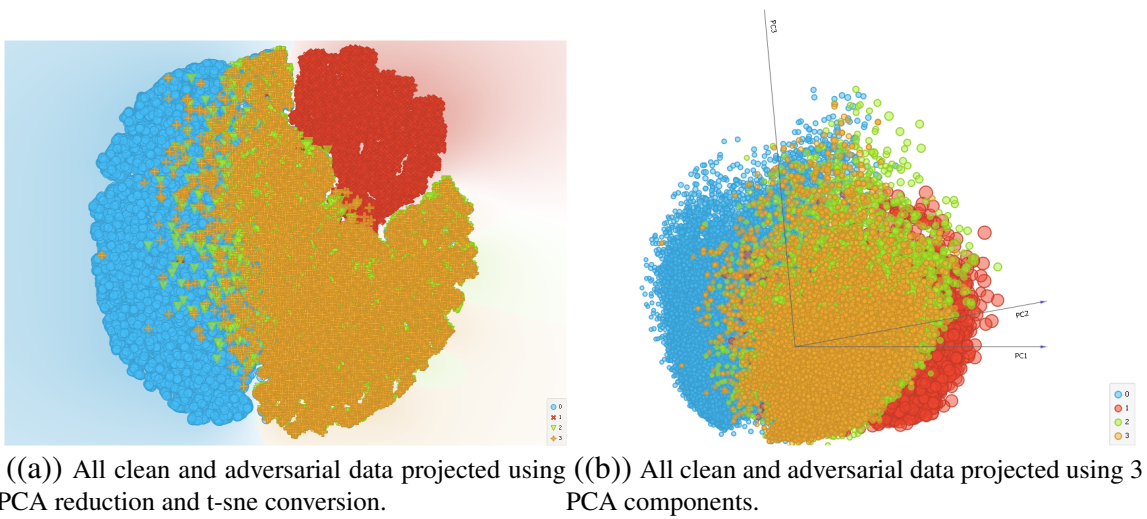 PC3
PC2
PC1
0
1
2
3
0
1
2
3
((a)) All clean and adversarial data projected using
PCA reduction and t-sne conversion.
((b)) All clean and adversarial data projected using 3
PCA components.